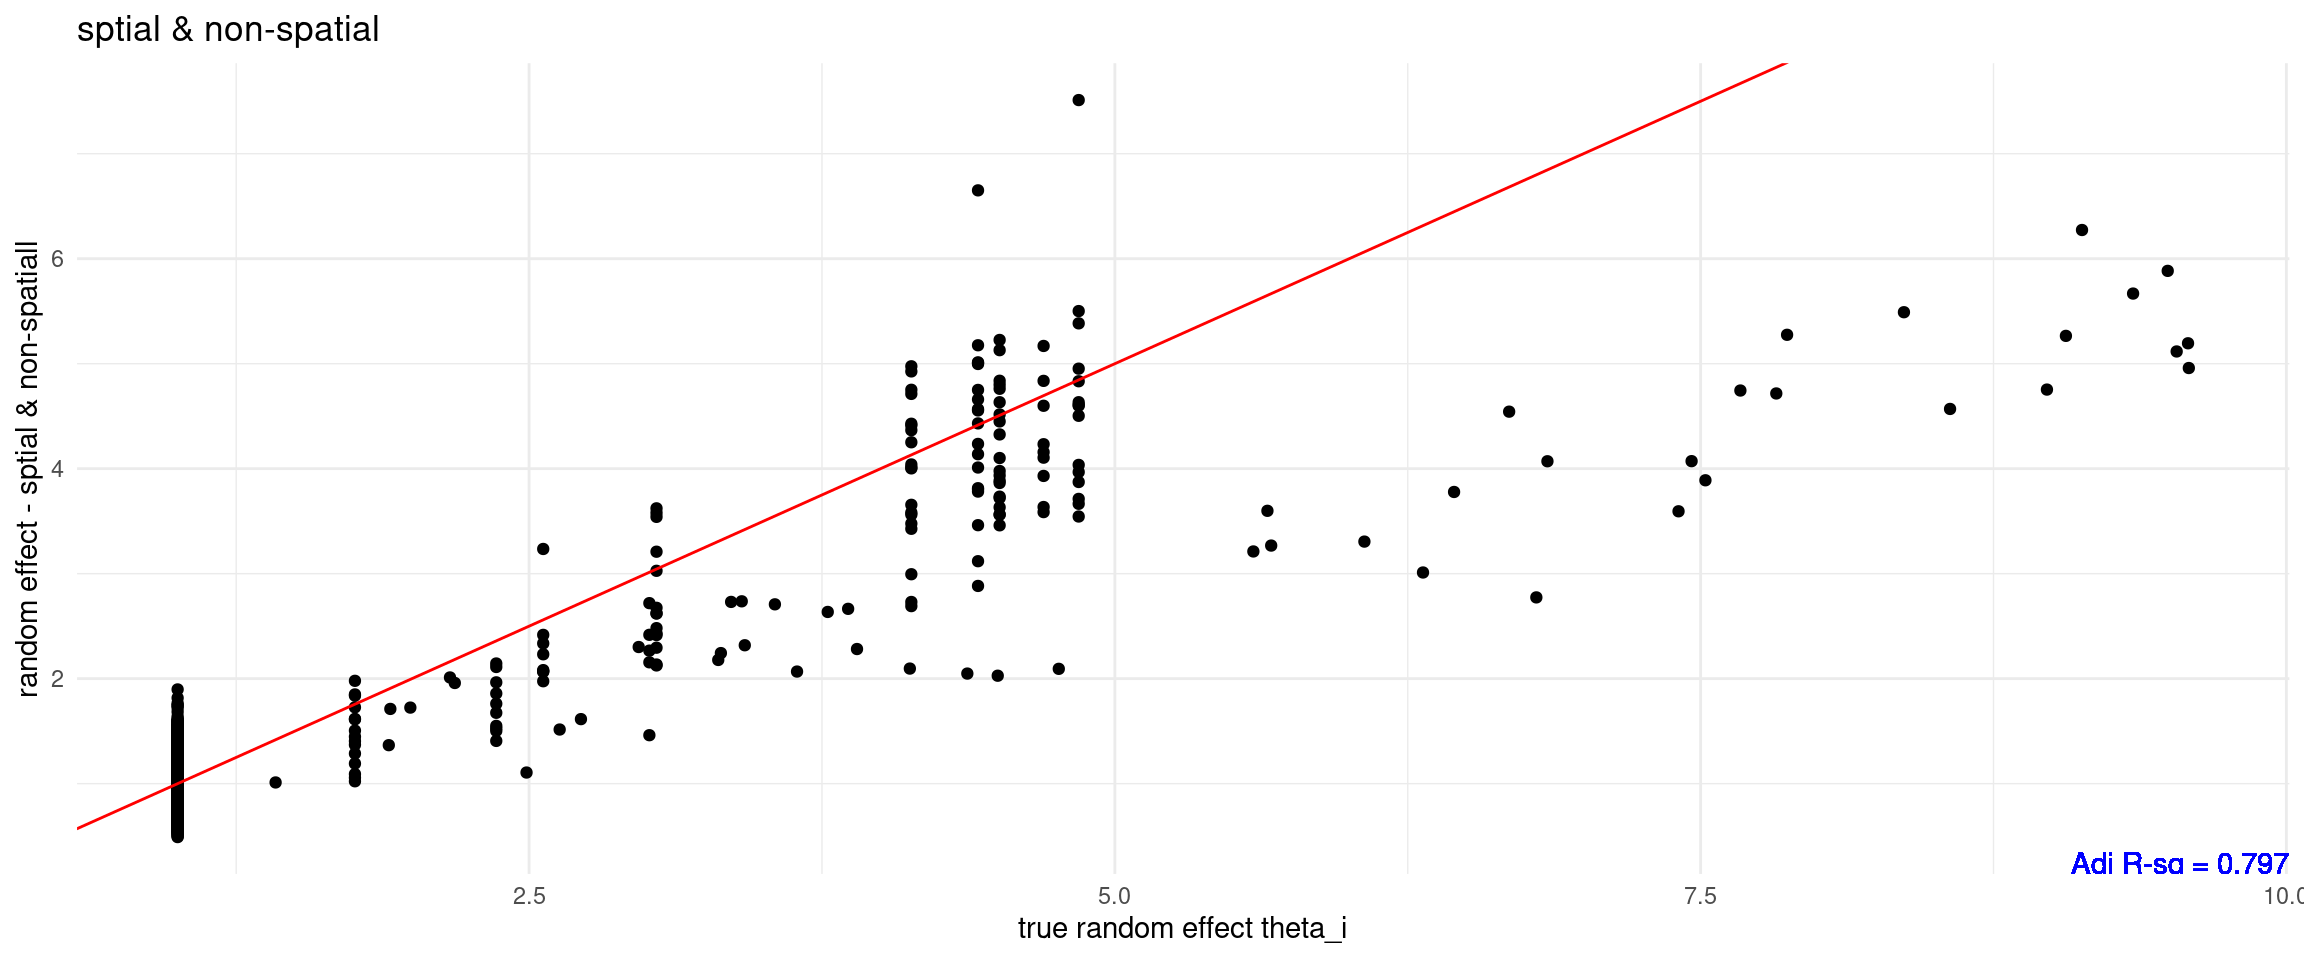 sptial & non-spatial
random effect - sptial & non-spatiall
6
4
2
Adj R-sq = 0.797
2.5
5.0
7.5
10.0
true random effect theta_i